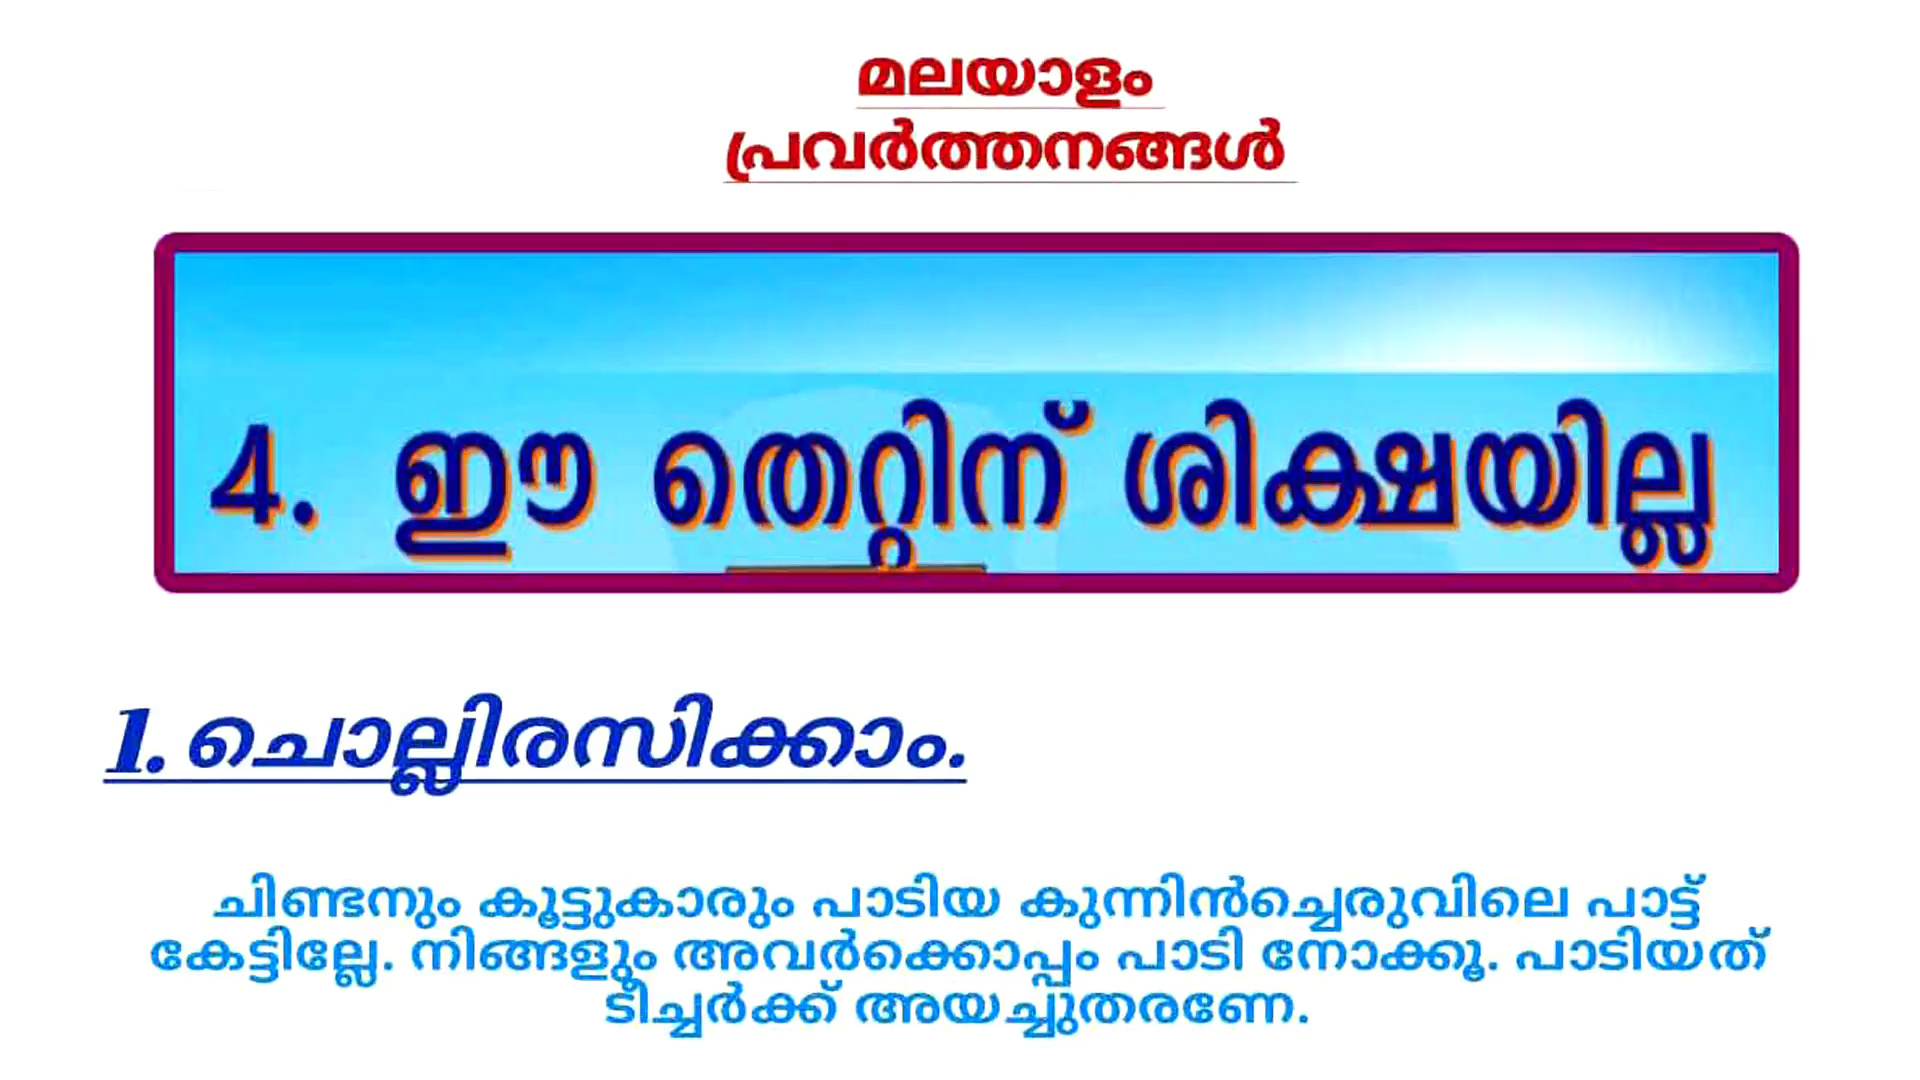 മലയാളം
പ്രവർത്തനങ്ങൾ
4. ഈ തെറ്റിന് ശിക്ഷയില്ല
1. ചൊല്ലിരസിക്കാം.
ചിണ്ടനും കൂട്ടുകാരും പാടിയ കുന്നിൻച്ചെരുവിലെ പാട്ട്
കേട്ടില്ലേ. നിങ്ങളും അവർക്കൊപ്പം പാടി നോക്കൂ. പാടിയത്
ടീച്ചർക്ക് അയച്ചുതരണേ.